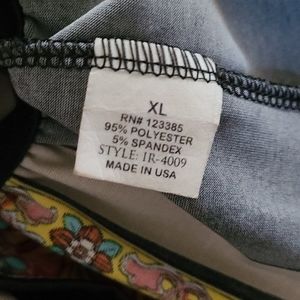 XL
RN# 123385
95% POLYESTER
5% SPANDEX
STYLE: IR-4009
MADE IN USA